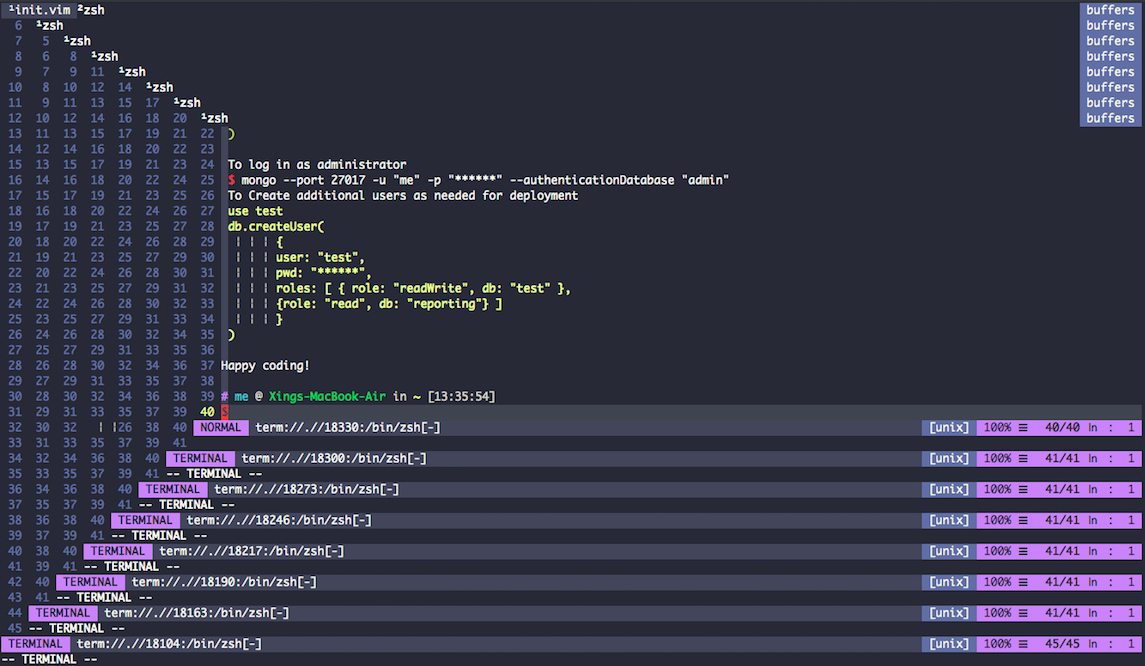 ¹init.vim ²zsh buffers
6 ¹zsh buffers
7 5 ¹zsh buffers
8 6 8 ¹zsh buffers
9 7 9 11 ¹zsh buffers
10 8 10 12 14 ¹zsh buffers
11 9 11 13 15 17 ¹zsh buffers
12 10 12 14 16 18 20 ¹zsh buffers
13 11 13 15 17 19 21 22 )
14 12 14 16 18 20 22 23
15 13 15 17 19 21 23 24 To log in as administrator
16 14 16 18 20 22 24 25 $ mongo --port 27017 -u "me" -p "******" --authenticationDatabase "admin"
17 15 17 19 21 23 25 26 To Create additional users as needed for deployment
18 16 18 20 22 24 26 27 use test
19 17 19 21 23 25 27 28 db.createUser(
20 18 20 22 24 26 28 29 ¦ ¦ ¦ {
21 19 21 23 25 27 29 30 ¦ ¦ ¦ user: "test",
22 20 22 24 26 28 30 31 ¦ ¦ ¦ pwd: "******",
23 21 23 25 27 29 31 32 ¦ ¦ ¦ roles: [ { role: "readWrite", db: "test" },
24 22 24 26 28 30 32 33 ¦ ¦ ¦ {role: "read", db: "reporting"} ]
25 23 25 27 29 31 33 34 ¦ ¦ ¦ }
26 24 26 28 30 32 34 35 )
27 25 27 29 31 33 35 36
28 26 28 30 32 34 36 37 Happy coding!
29 27 29 31 33 35 37 38
30 28 30 32 34 36 38 39 # me @ Xings-MacBook-Air in ~ [13:35:54]
31 29 31 33 35 37 39 40 $
32 30 32 ¦ ¦26 38 40 NORMAL term://.//18330:/bin/zsh[-] [unix] 100% ☰ 40/40 ln : 1
33 31 33 35 37 39 41
34 32 34 36 38 40 TERMINAL term://.//18300:/bin/zsh[-] [unix] 100% ☰ 41/41 ln : 1
35 33 35 37 39 41 -- TERMINAL --
36 34 36 38 40 TERMINAL term://.//18273:/bin/zsh[-] [unix] 100% ☰ 41/41 ln : 1
37 35 37 39 41 -- TERMINAL --
38 36 38 40 TERMINAL term://.//18246:/bin/zsh[-] [unix] 100% ☰ 41/41 ln : 1
39 37 39 41 -- TERMINAL --
40 38 40 TERMINAL term://.//18217:/bin/zsh[-] [unix] 100% ☰ 41/41 ln : 1
41 39 41 -- TERMINAL --
42 40 TERMINAL term://.//18190:/bin/zsh[-] [unix] 100% ☰ 41/41 ln : 1
43 41 -- TERMINAL --
44 TERMINAL term://.//18163:/bin/zsh[-] [unix] 100% ☰ 41/41 ln : 1
45 -- TERMINAL --
TERMINAL term://.//18104:/bin/zsh[-] [unix] 100% ☰ 45/45 ln : 1
-- TERMINAL --